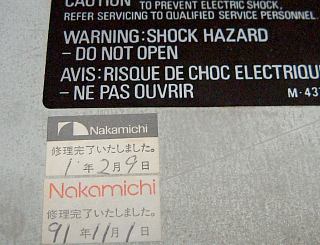 CAUTION TO PREVENT ELECTRIC SHOCK,
REFER SERVICING TO QUALIFIED SERVICE PERSONNEL.
WARNING: SHOCK HAZARD
– DO NOT OPEN
AVIS: RISQUE DE CHOC ELECTRIQU
– NE PAS OUVRIR
M-43
Nakamichi
修理完了いたしました。
1年2月9日
Nakamichi
修理完了いたしました。
91年11月1日